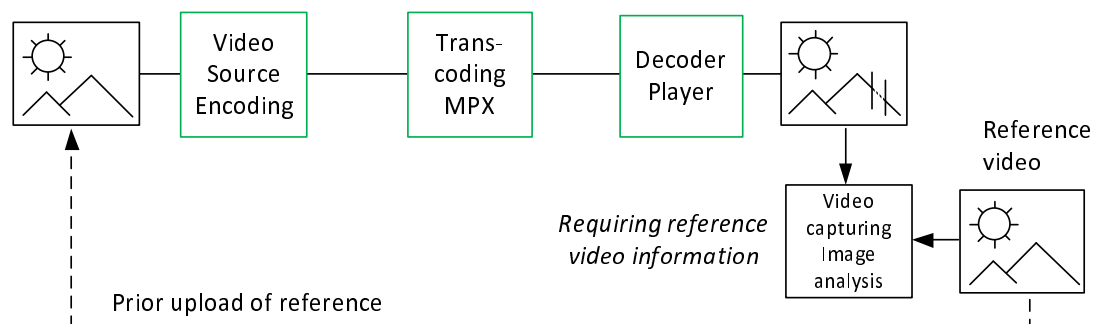 Video
Source
Encoding
Trans-
coding
MPX
Decoder
Player
Reference
video
Video
capturing
Image
analysis
Requiring reference
video information
Prior upload of reference